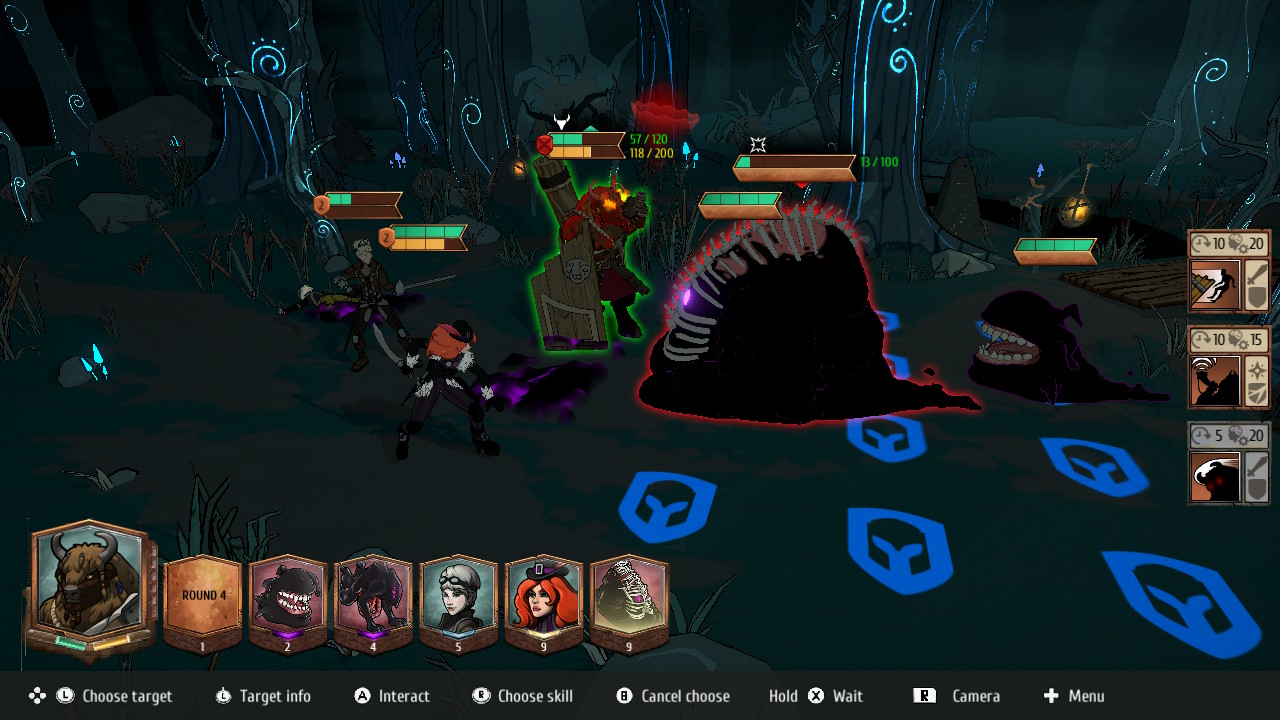 57 / 120
118 / 200
13 / 100
2
2
10 20
10 15
5 20
ROUND 4
1
2
4
5
9
9
L Choose target
L Target info
A Interact
R Choose skill
B Cancel choose
Hold X Wait
R Camera
Menu